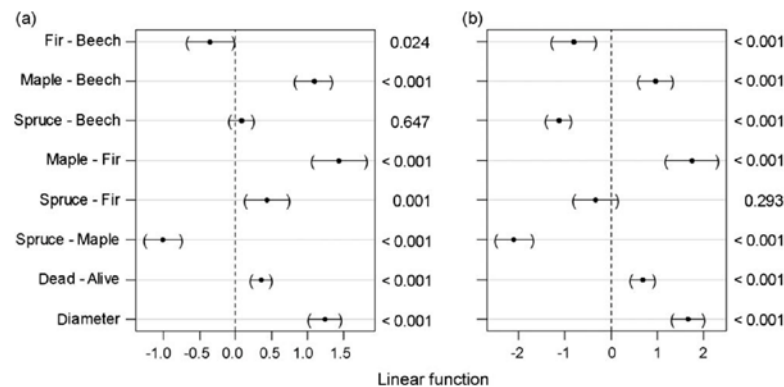 (a) (b)
Fir - Beech 0.024 < 0.001
Maple - Beech < 0.001 < 0.001
Spruce - Beech 0.647 < 0.001
Maple - Fir < 0.001 < 0.001
Spruce - Fir 0.001 0.293
Spruce - Maple < 0.001 < 0.001
Dead - Alive < 0.001 < 0.001
Diameter < 0.001 < 0.001
-1.0 -0.5 0.0 0.5 1.0 1.5 -2 -1 0 1 2
Linear function